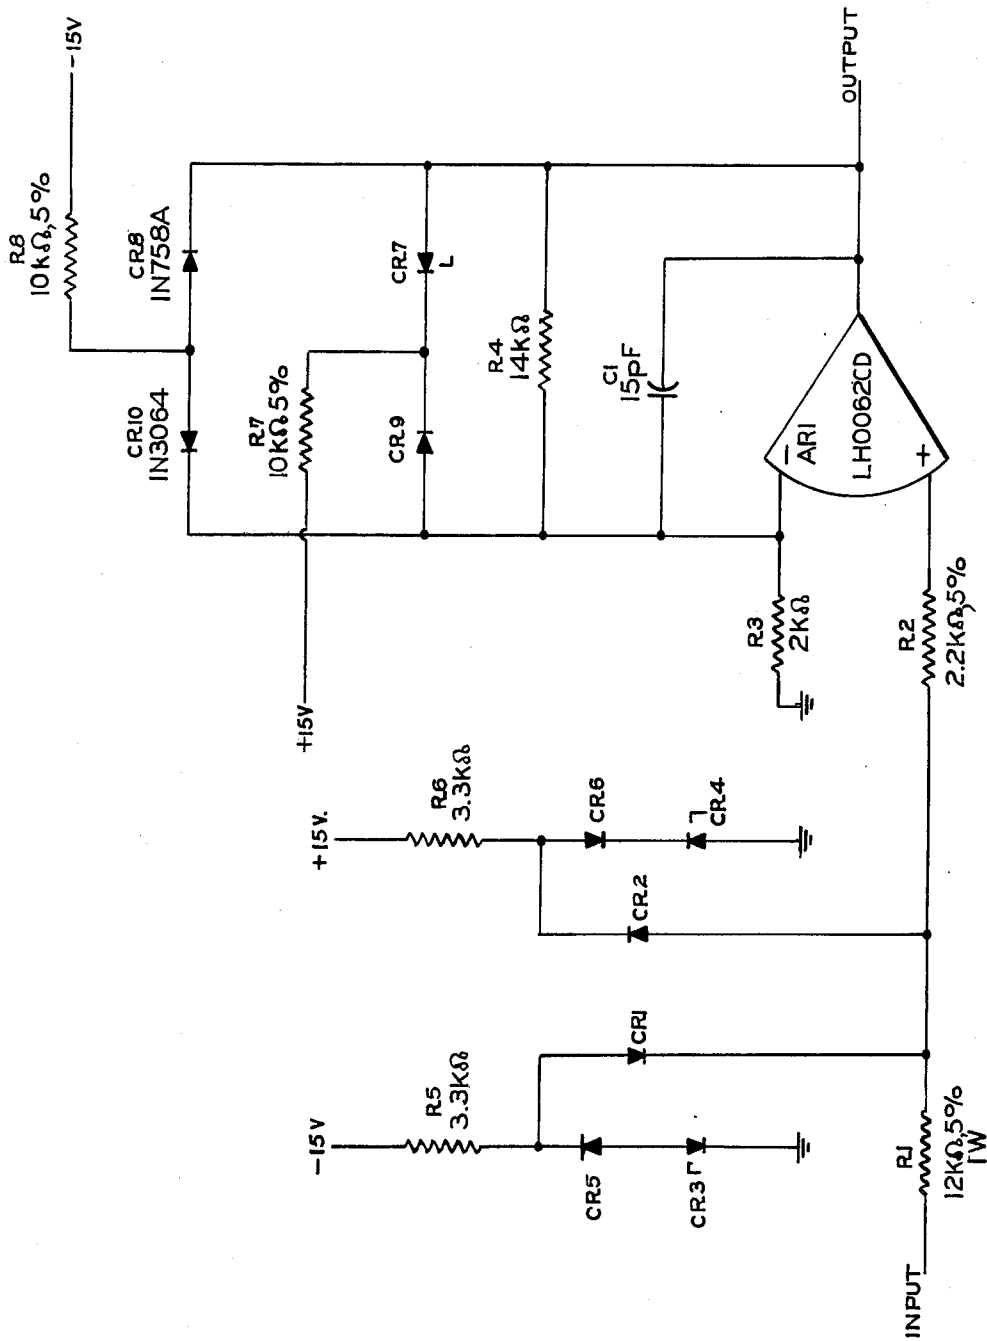 -15V
R8
10kΩ,5%
CR8
1N758A
CR10
1N3064
R7
10kΩ5%
+15V
CR7
CR9
R4
14kΩ
C1
15pF
OUTPUT
AR1
LH0062CD
-
+
R3
2kΩ
R2
2.2kΩ,5%
+15V.
R6
3.3kΩ
CR6
CR4
CR2
-15V
R5
3.3kΩ
CR1
CR5
CR3
R1
12kΩ,5%
1W
INPUT